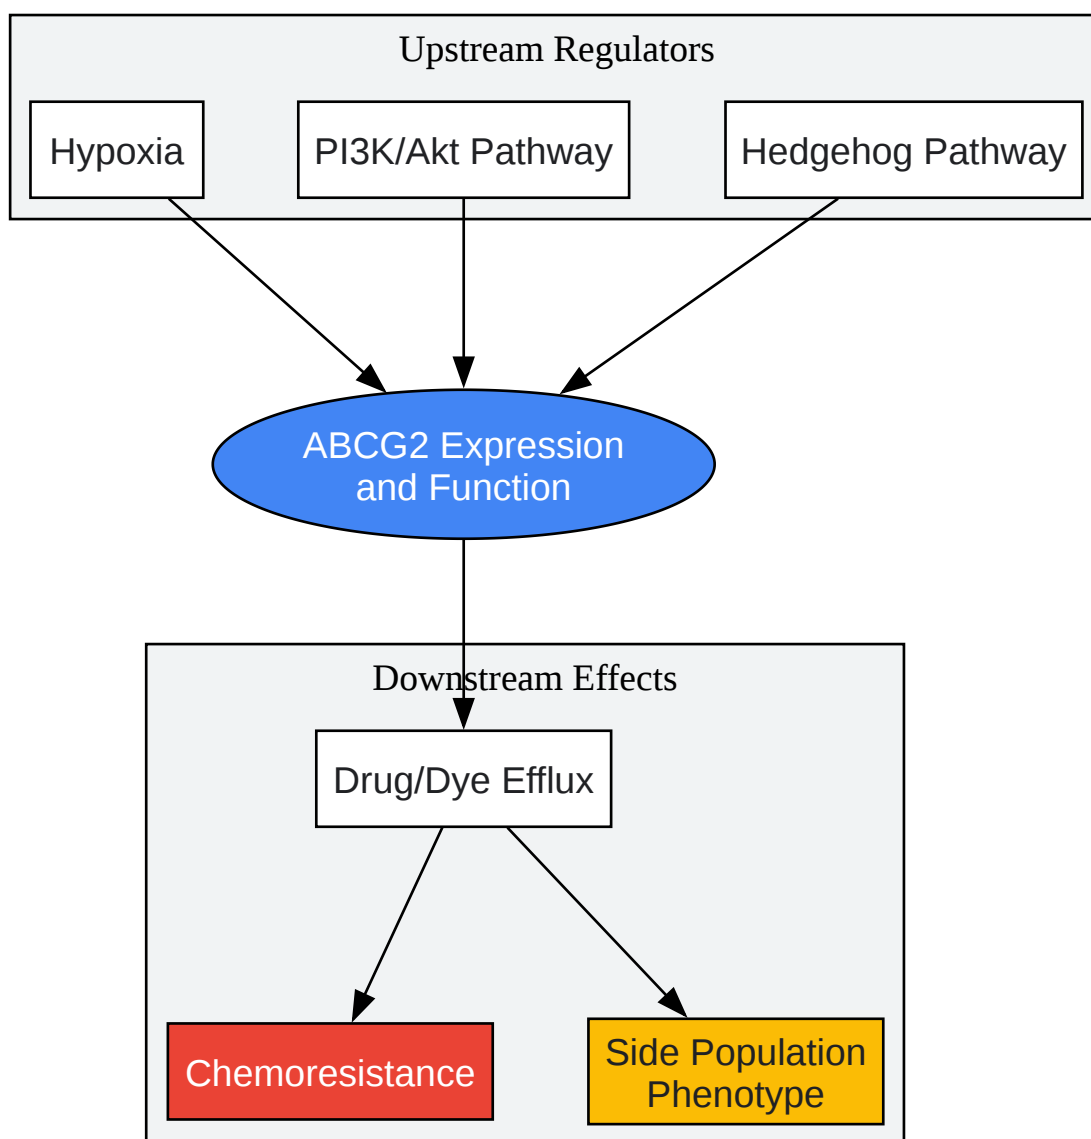 Upstream Regulators
Hypoxia
PI3K/Akt Pathway
Hedgehog Pathway
ABCG2 Expression
and Function
Downstream Effects
Drug/Dye Efflux
Chemoresistance
Side Population
Phenotype